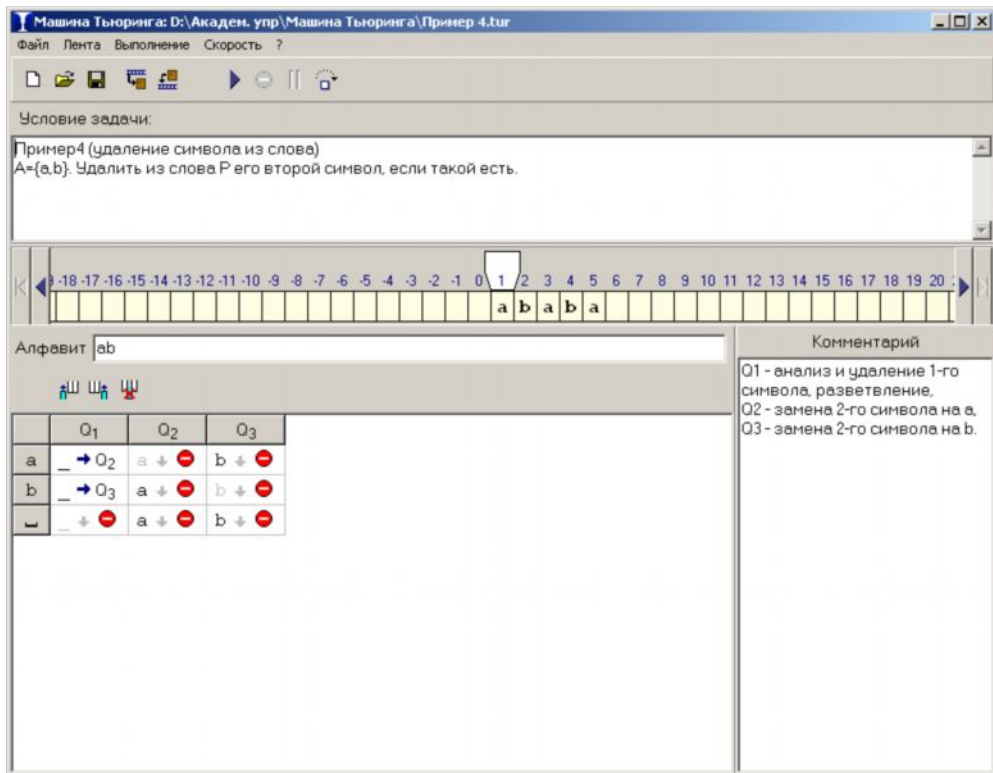 Машина Тьюринга: D:\Академ. упр\Машина Тьюринга\Пример 4.tur
Файл Лента Выполнение Скорость ?
Условие задачи:
Пример4 (удаление символа из слова)
A={a,b}. Удалить из слова P его второй символ, если такой есть.
-18 -17 -16 -15 -14 -13 -12 -11 -10 -9 -8 -7 -6 -5 -4 -3 -2 -1 0 1 2 3 4 5 6 7 8 9 10 11 12 13 14 15 16 17 18 19 20
a b a b a
Алфавит ab
Комментарий
Q1 - анализ и удаление 1-го
символа, разветвление,
Q2 - замена 2-го символа на a,
Q3 - замена 2-го символа на b.
Q1 Q2 Q3
a _ → Q2 a ↓ b ↓
b _ → Q3 a ↓ b ↓
_ ↓ a ↓ b ↓